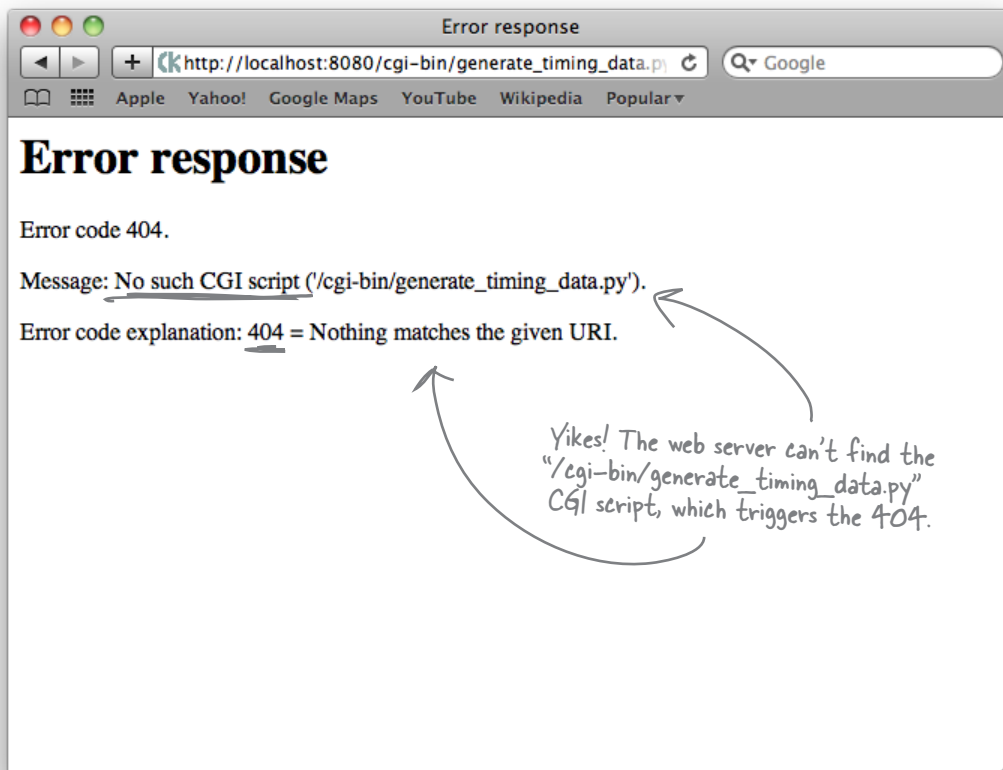 Error response
http://localhost:8080/cgi-bin/generate_timing_data.py
Google
Apple Yahoo! Google Maps YouTube Wikipedia Popular
Error response
Error code 404.
Message: No such CGI script ('/cgi-bin/generate_timing_data.py').
Error code explanation: 404 = Nothing matches the given URI.
Yikes! The web server can't find the
“/cgi-bin/generate_timing_data.py”
CGI script, which triggers the 404.